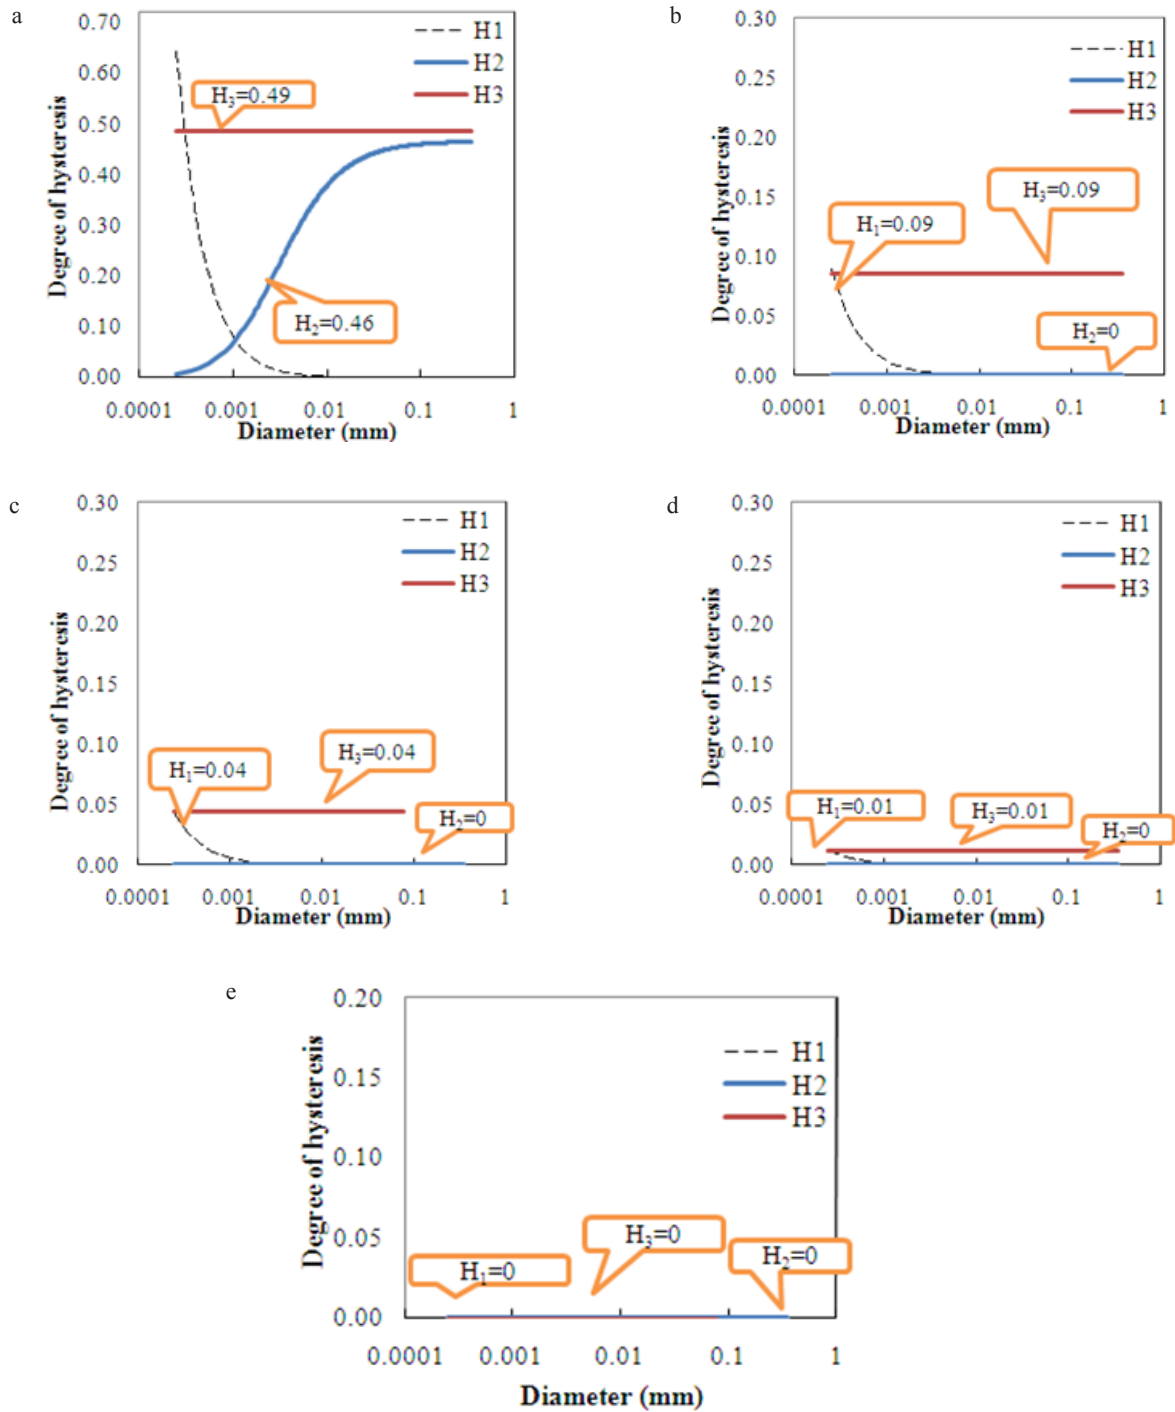 a
0.70
0.60
0.50
0.40
0.30
0.20
0.10
0.00
Degree of hysteresis
H1
H2
H3
H₃=0.49
H₂=0.46
0.0001 0.001 0.01 0.1 1
Diameter (mm)
b
0.30
0.25
0.20
0.15
0.10
0.05
0.00
Degree of hysteresis
H1
H2
H3
H₃=0.09
H₁=0.09
H₂=0
0.0001 0.001 0.01 0.1 1
Diameter (mm)
c
0.30
0.25
0.20
0.15
0.10
0.05
0.00
Degree of hysteresis
H1
H2
H3
H₃=0.04
H₁=0.04
H₂=0
0.0001 0.001 0.01 0.1 1
Diameter (mm)
d
0.30
0.25
0.20
0.15
0.10
0.05
0.00
Degree of hysteresis
H1
H2
H3
H₁=0.01
H₃=0.01
H₂=0
0.0001 0.001 0.01 0.1 1
Diameter (mm)
e
0.20
0.15
0.10
0.05
0.00
Degree of hysteresis
H1
H2
H3
H₃=0
H₂=0
H₁=0
0.0001 0.001 0.01 0.1 1
Diameter (mm)